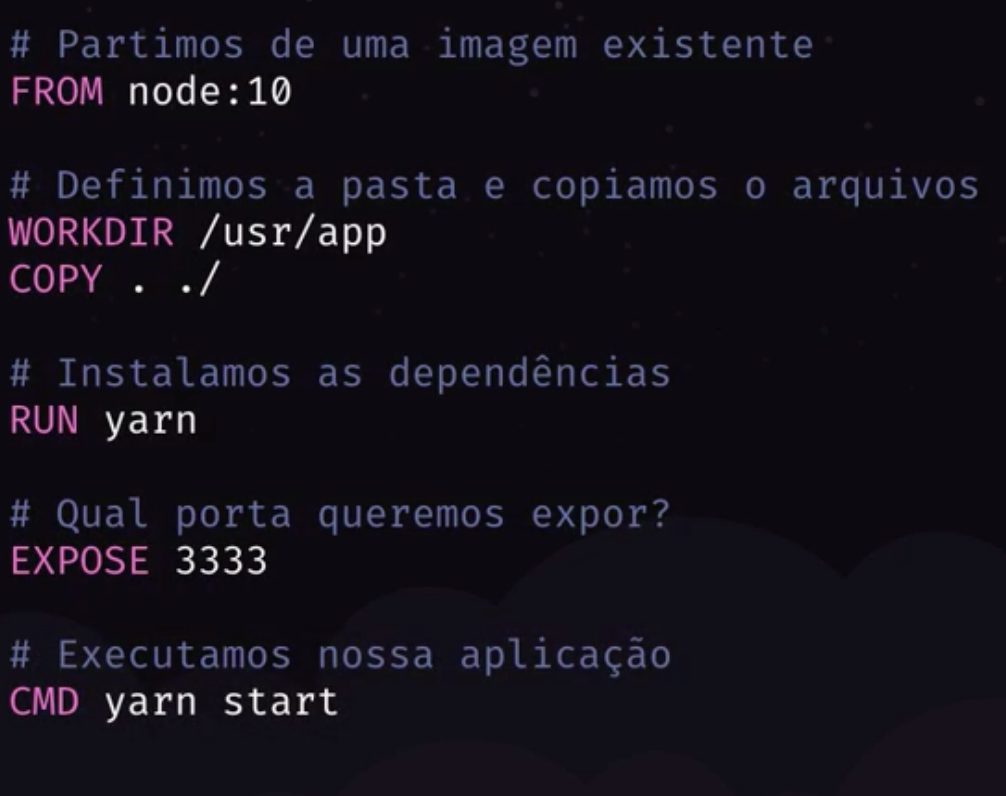 # Partimos de uma imagem existente
FROM node:10
# Definimos a pasta e copiamos o arquivos
WORKDIR /usr/app
COPY . ./
# Instalamos as dependências
RUN yarn
# Qual porta queremos expor?
EXPOSE 3333
# Executamos nossa aplicação
CMD yarn start